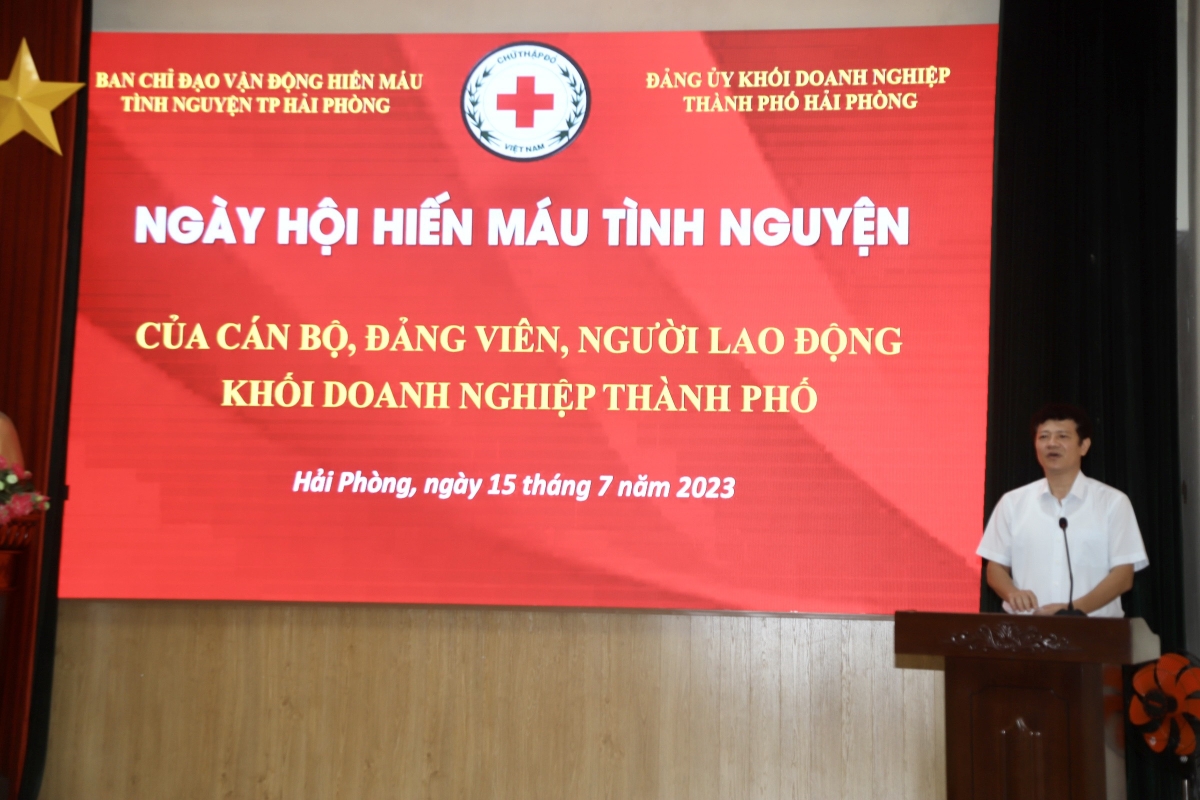 BAN CHỈ ĐẠO VẬN ĐỘNG HIẾN MÁU
TÌNH NGUYỆN TP HẢI PHÒNG
CHỮ THẬP ĐỎ
VIỆT NAM
ĐẢNG ỦY KHỐI DOANH NGHIỆP
THÀNH PHỐ HẢI PHÒNG
NGÀY HỘI HIẾN MÁU TÌNH NGUYỆN
CỦA CÁN BỘ, ĐẢNG VIÊN, NGƯỜI LAO ĐỘNG
KHỐI DOANH NGHIỆP THÀNH PHỐ
Hải Phòng, ngày 15 tháng 7 năm 2023